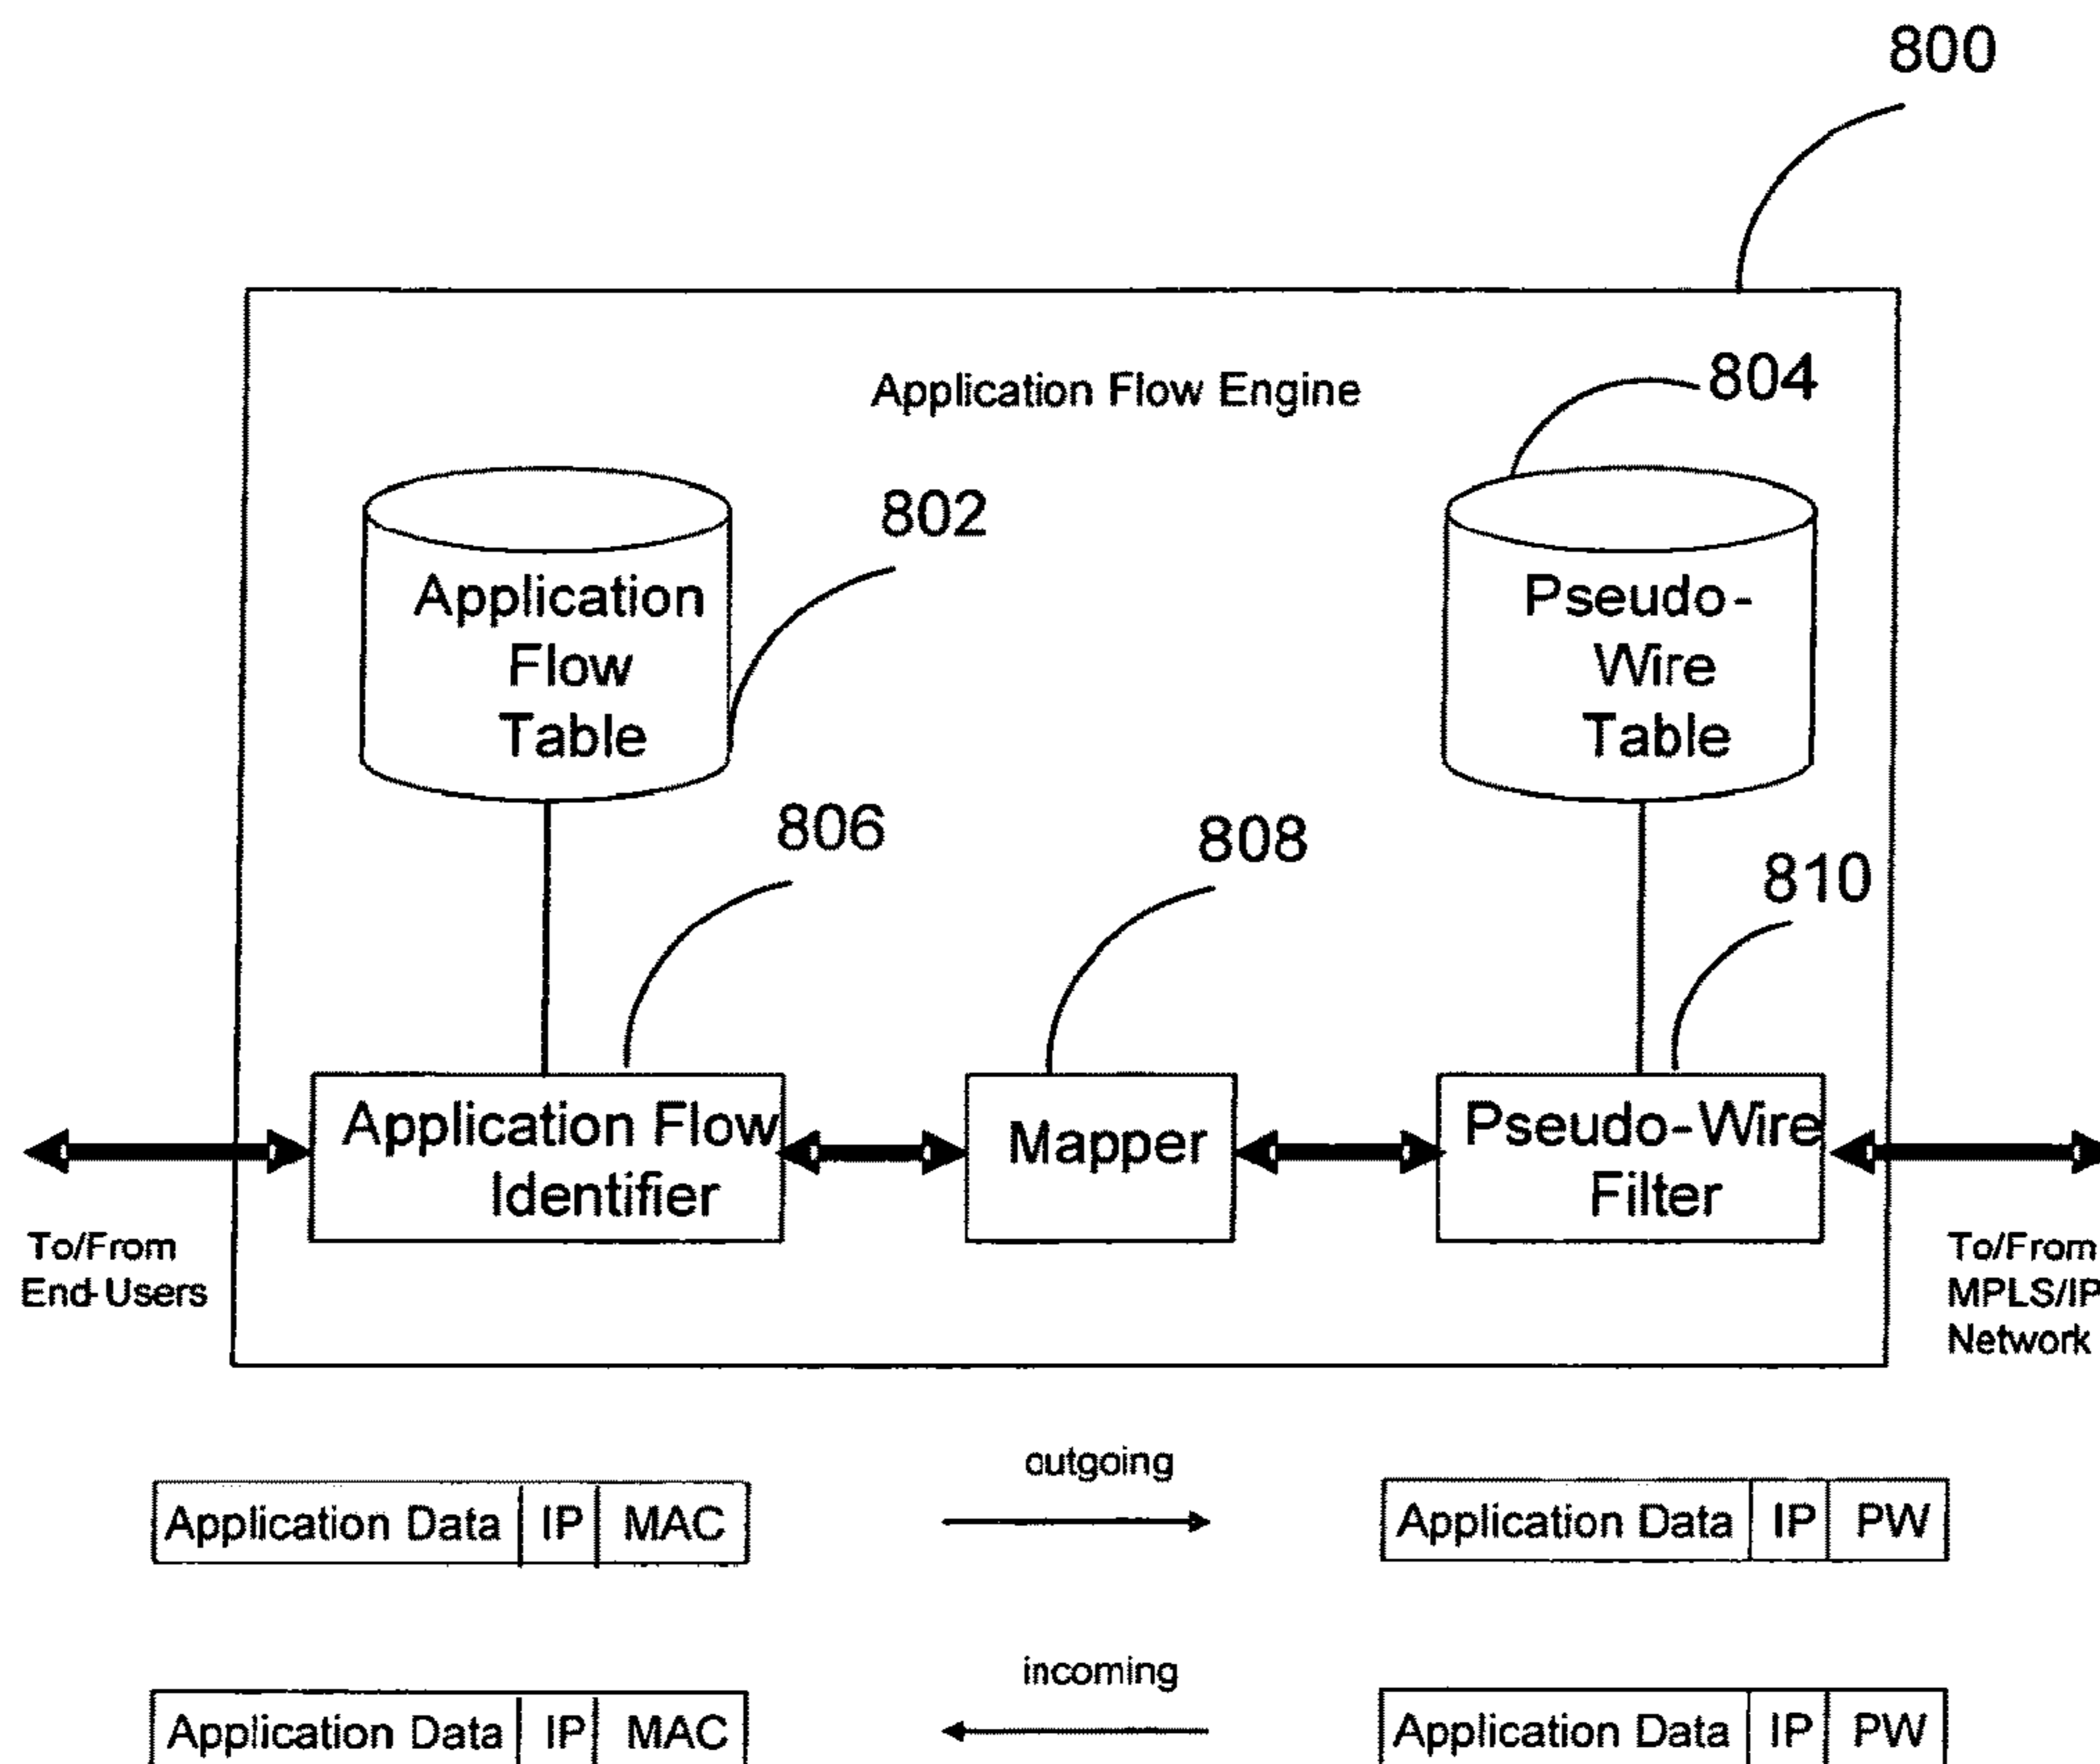 800
Application Flow Engine
804
802
Application
Flow
Table
Pseudo-
Wire
Table
806
808
810
Application Flow
Identifier
Mapper
Pseudo-Wire
Filter
To/From
End-Users
To/From
MPLS/IP
Network
outgoing
Application Data IP MAC
Application Data IP PW
incoming
Application Data IP MAC
Application Data IP PW